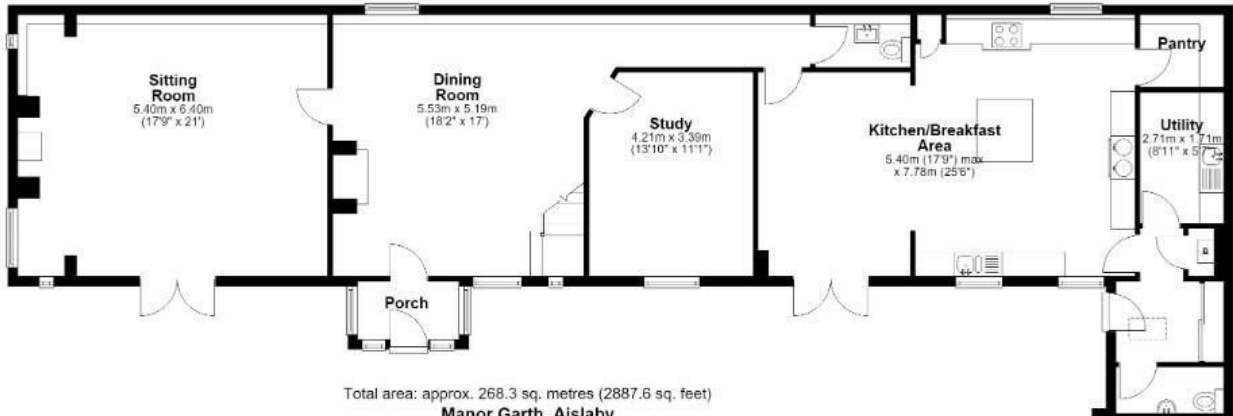 Sitting
Room
5.40m x 6.40m
(17'9" x 21')
Dining
Room
5.53m x 5.19m
(18'2" x 17')
Study
4.21m x 3.39m
(13'10" x 11'1")
Kitchen/Breakfast
Area
5.40m (17'9") max
x 7.78m (25'6")
Pantry
Utility
2.71m x 1.71m
(8'11" x
Porch
Total area: approx. 268.3 sq. metres (2887.6 sq. feet)
Manor Garth, Aislaby